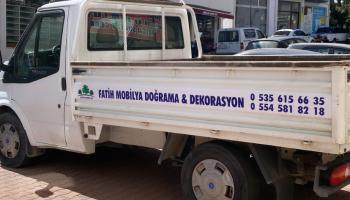 FATİH MOBİLYA DOĞRAMA & DEKORASYON
0 535 615 66 35
0 554 581 82 18